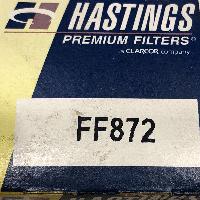 HASTINGS
PREMIUM FILTERS®
a CLARCOR company
FF872